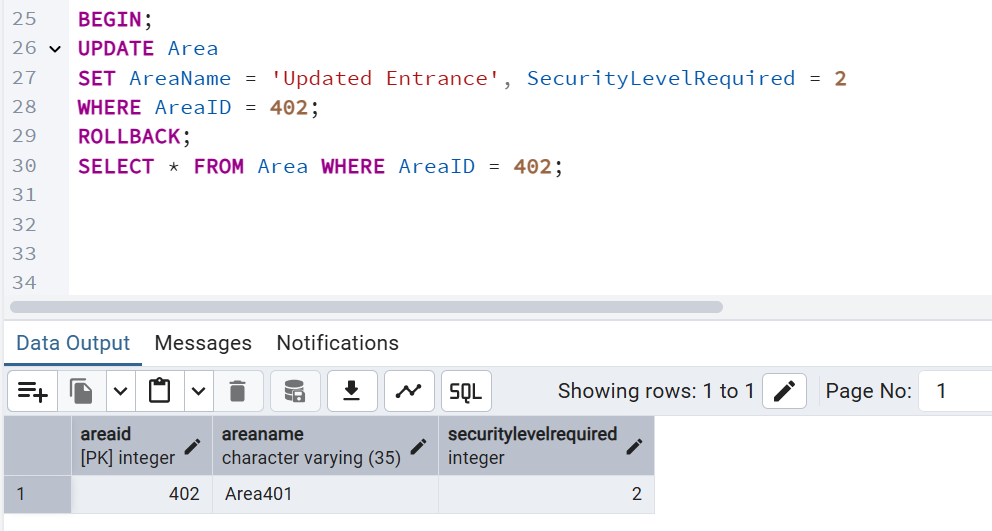 25 BEGIN;
26 UPDATE Area
27 SET AreaName = 'Updated Entrance', SecurityLevelRequired = 2
28 WHERE AreaID = 402;
29 ROLLBACK;
30 SELECT * FROM Area WHERE AreaID = 402;
31
32
33
34
Data Output Messages Notifications
SQL Showing rows: 1 to 1 Page No: 1
areaid areaname securitylevelrequired
[PK] integer character varying (35) integer
1 402 Area401 2